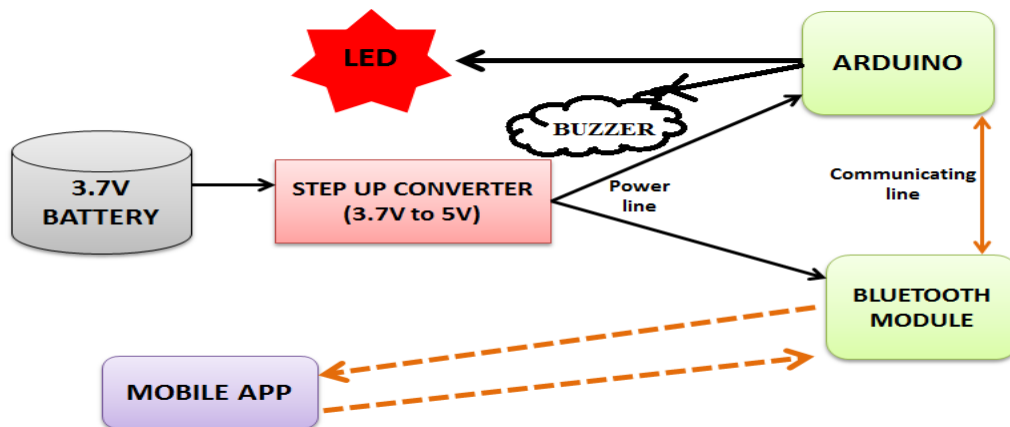 LED
ARDUINO
BUZZER
3.7V
BATTERY
STEP UP CONVERTER
(3.7V to 5V)
Power
line
Communicating
line
BLUETOOTH
MODULE
MOBILE APP